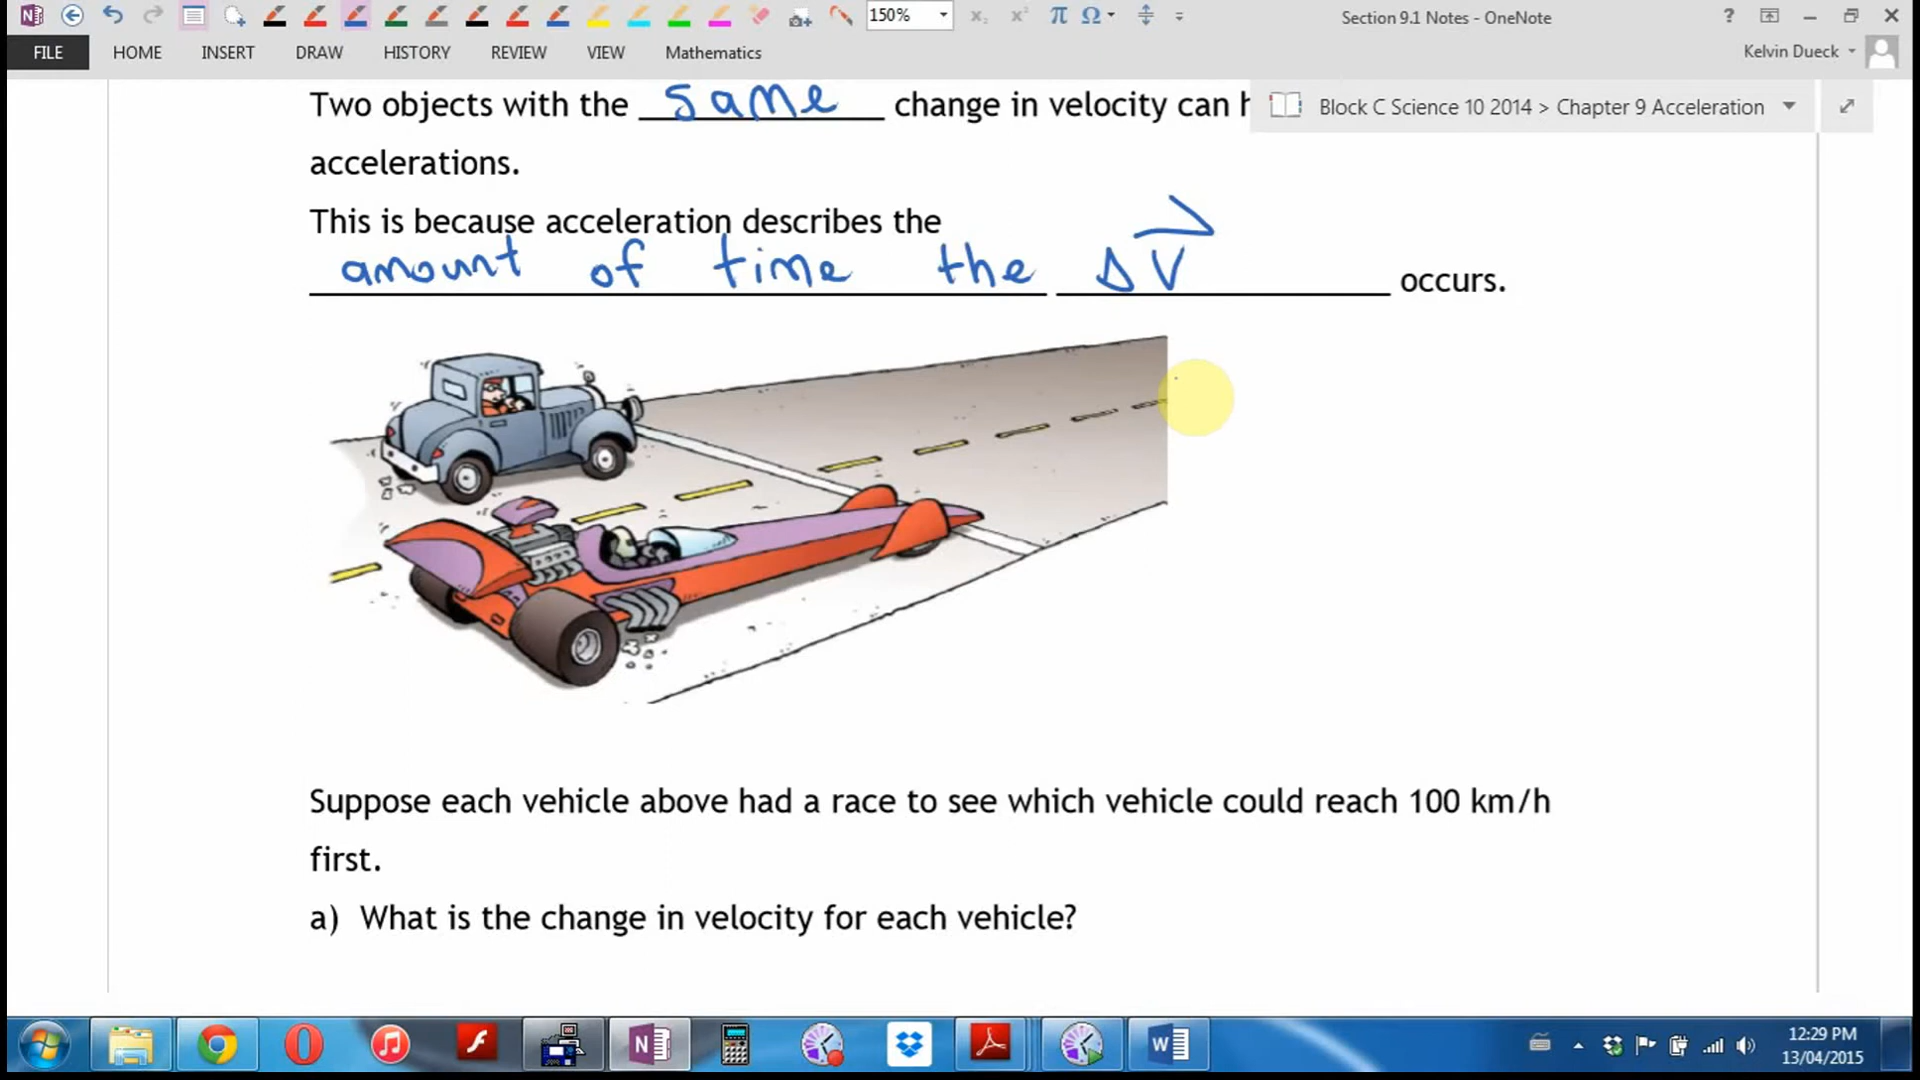 150%
Section 9.1 Notes - OneNote
FILE HOME INSERT DRAW HISTORY REVIEW VIEW Mathematics
Kelvin Dueck
Two objects with the same change in velocity can
Block C Science 10 2014 > Chapter 9 Acceleration
accelerations.
This is because acceleration describes the
amount of time the ΔV occurs.
Suppose each vehicle above had a race to see which vehicle could reach 100 km/h
first.
a) What is the change in velocity for each vehicle?
12:29 PM
13/04/2015